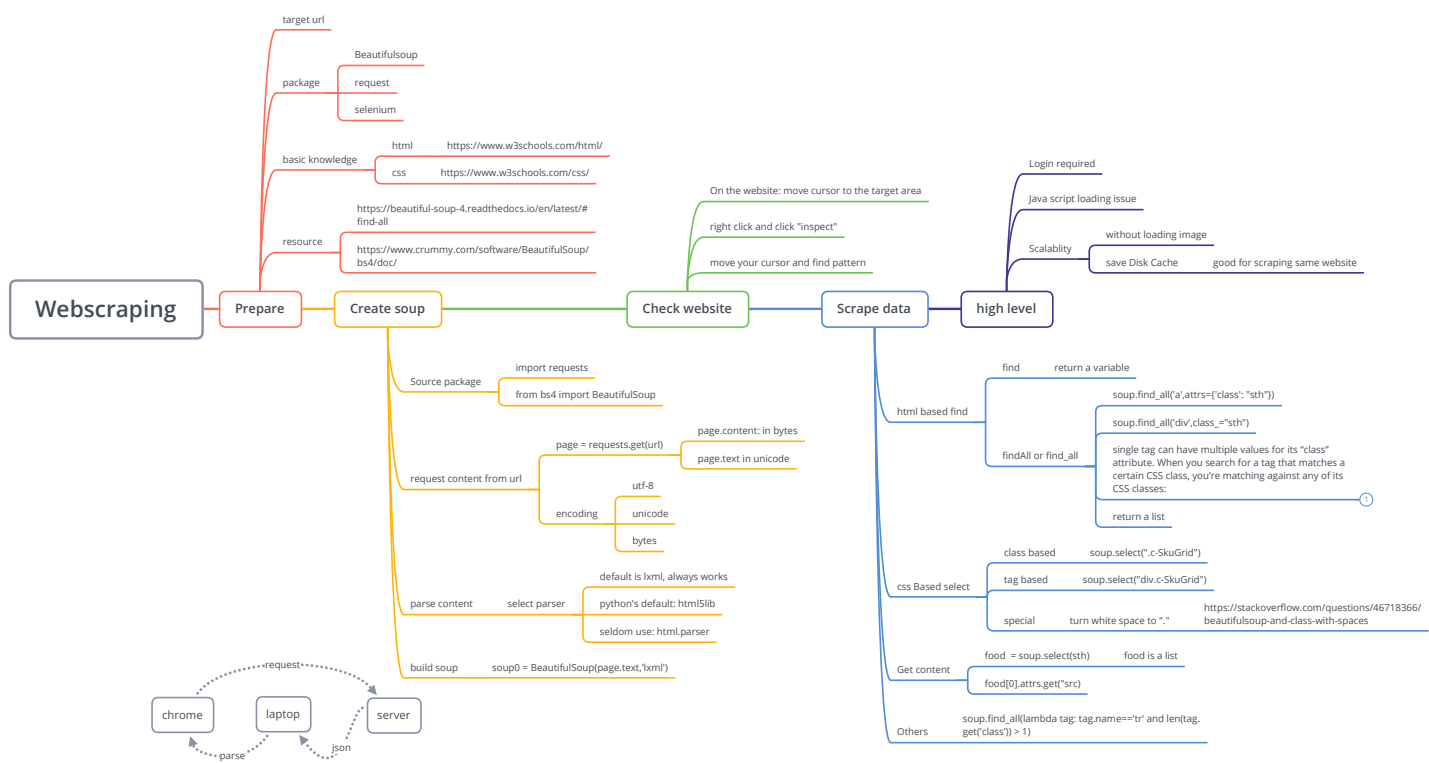 target url
Beautifulsoup
package
request
selenium
html
https://www.w3schools.com/html/
basic knowledge
css
https://www.w3schools.com/css/
https://beautiful-soup-4.readthedocs.io/en/latest/#
find-all
resource
https://www.crummy.com/software/BeautifulSoup/
bs4/doc/
On the website: move cursor to the target area
right click and click "inspect"
move your cursor and find pattern
Login required
Java script loading issue
Scalablity
without loading image
save Disk Cache
good for scraping same website
Webscraping
Prepare
Create soup
Check website
Scrape data
high level
Source package
import requests
from bs4 import BeautifulSoup
request content from url
page = requests.get(url)
page.content: in bytes
page.text in unicode
encoding
utf-8
unicode
bytes
parse content
select parser
default is lxml, always works
python's default: html5lib
seldom use: html.parser
build soup
soup0 = BeautifulSoup(page.text,'lxml')
html based find
find
return a variable
findAll or find_all
soup.find_all('a',attrs={'class': "sth"})
soup.find_all('div',class_="sth")
single tag can have multiple values for its “class”
attribute. When you search for a tag that matches a
certain CSS class, you’re matching against any of its
CSS classes:
1
return a list
css Based select
class based
soup.select(".c-SkuGrid")
tag based
soup.select("div.c-SkuGrid")
special
turn white space to "."
https://stackoverflow.com/questions/46718366/
beautifulsoup-and-class-with-spaces
Get content
food  = soup.select(sth)
food is a list
food[0].attrs.get("src)
Others
soup.find_all(lambda tag: tag.name=='tr' and len(tag.
get('class')) > 1)
request
chrome
laptop
server
parse
json